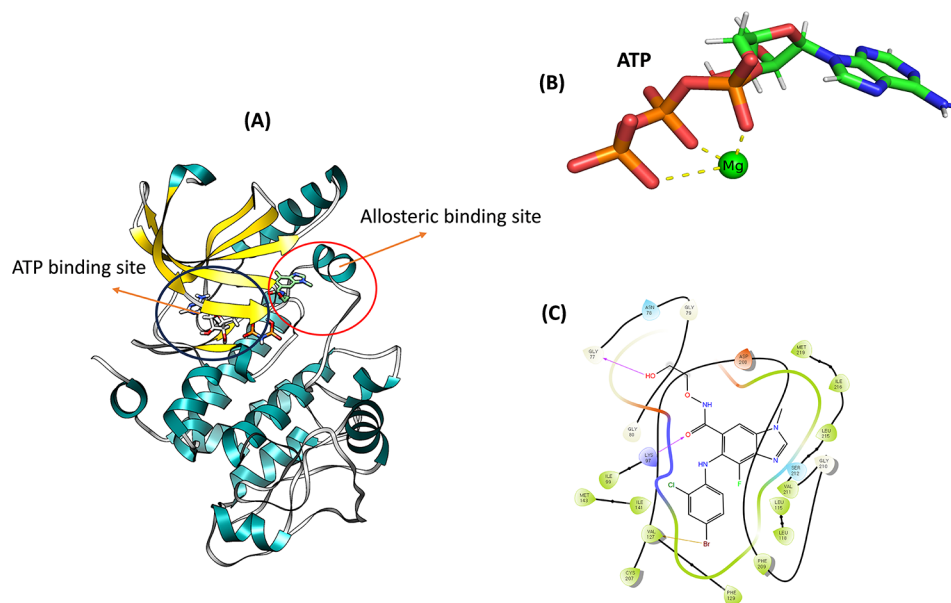 ATP
(B)
(A)
Mg
Allosteric binding site
ATP binding site
(C)
ASN
78
GLY
79
GLY
77
HO
O
NH
O
GLY
80
LYS
97
HN
N
N
F
Cl
Br
ILE
99
MET
143
ILE
141
VAL
127
CYS
207
PHE
129
ASP
208
MET
219
ILE
216
LEU
215
SER
212
GLY
210
VAL
211
LEU
115
LEU
118
PHE
209